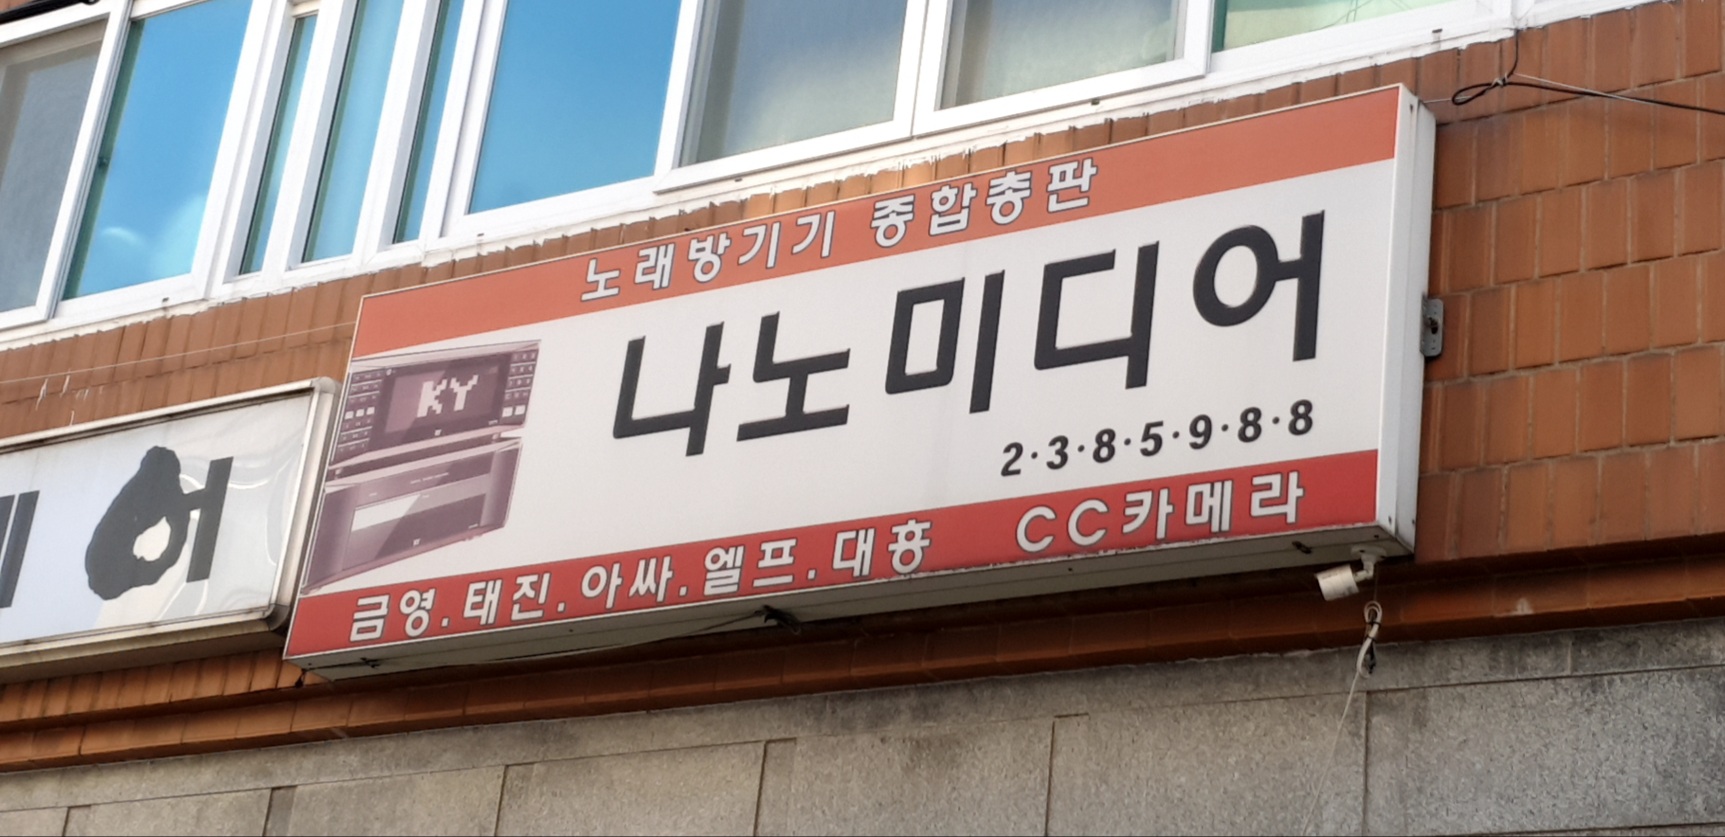 노래방기기 종합총판
KY
나노미디어
2·3·8·5·9·8·8
금영.태진.아싸.엘프.대흥 CC카메라
어